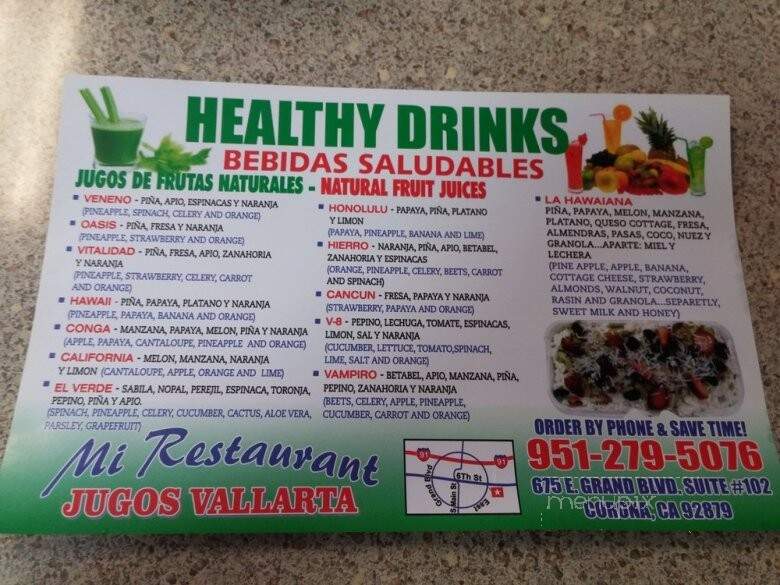 HEALTHY DRINKS
BEBIDAS SALUDABLES
JUGOS DE FRUTAS NATURALES - NATURAL FRUIT JUICES
VENENO - PIÑA, APIO, ESPINACAS Y NARANJA
(PINEAPPLE, SPINACH, CELERY AND ORANGE)
OASIS - PIÑA, FRESA Y NARANJA
(PINEAPPLE, STRAWBERRY AND ORANGE)
VITALIDAD - PIÑA, FRESA, APIO, ZANAHORIA
Y NARANJA
(PINEAPPLE, STRAWBERRY, CELERY, CARROT
AND ORANGE)
HAWAII - PIÑA, PAPAYA, PLATANO Y NARANJA
(PINEAPPLE, PAPAYA, BANANA AND ORANGE)
CONGA - MANZANA, PAPAYA, MELON, PIÑA Y NARANJA
(APPLE, PAPAYA, CANTALOUPE, PINEAPPLE AND ORANGE)
CALIFORNIA - MELON, MANZANA, NARANJA
Y LIMON (CANTALOUPE, APPLE, ORANGE AND LIME)
EL VERDE - SABILA, NOPAL, PEREJIL, ESPINACA, TORONJA,
PEPINO, PIÑA Y APIO.
(SPINACH, PINEAPPLE, CELERY, CUCUMBER, CACTUS, ALOE VERA,
PARSLEY, GRAPEFRUIT)
HONOLULU - PAPAYA, PIÑA, PLATANO
Y LIMON
(PAPAYA, PINEAPPLE, BANANA AND LIME)
HIERRO - NARANJA, PIÑA, APIO, BETABEL,
ZANAHORIA Y ESPINACAS
(ORANGE, PINEAPPLE, CELERY, BEETS, CARROT
AND SPINACH)
CANCUN - FRESA, PAPAYA Y NARANJA
(STRAWBERRY, PAPAYA AND ORANGE)
V-8 - PEPINO, LECHUGA, TOMATE, ESPINACAS,
LIMON, SAL Y NARANJA
(CUCUMBER, LETTUCE, TOMATO,SPINACH,
LIME, SALT AND ORANGE)
VAMPIRO - BETABEL, APIO, MANZANA, PIÑA,
PEPINO, ZANAHORIA Y NARANJA
(BEETS, CELERY, APPLE, PINEAPPLE,
CUCUMBER, CARROT AND ORANGE)
LA HAWAIANA
PIÑA, PAPAYA, MELON, MANZANA,
PLATANO, QUESO COTTAGE, FRESA,
ALMENDRAS, PASAS, COCO, NUEZ Y
GRANOLA...APARTE: MIEL Y
LECHERA
(PINE APPLE, APPLE, BANANA,
COTTAGE CHEESE, STRAWBERRY,
ALMONDS, WALNUT, COCONUT,
RASIN AND GRANOLA...SEPARETLY,
SWEET MILK AND HONEY)
Mi Restaurant
JUGOS VALLARTA
91
91
6Th St
Grand Blvd
S. Main St
East
ORDER BY PHONE & SAVE TIME!
951-279-5076
675 E. GRAND BLVD. SUITE #102
menupix
CORONA, CA 92879